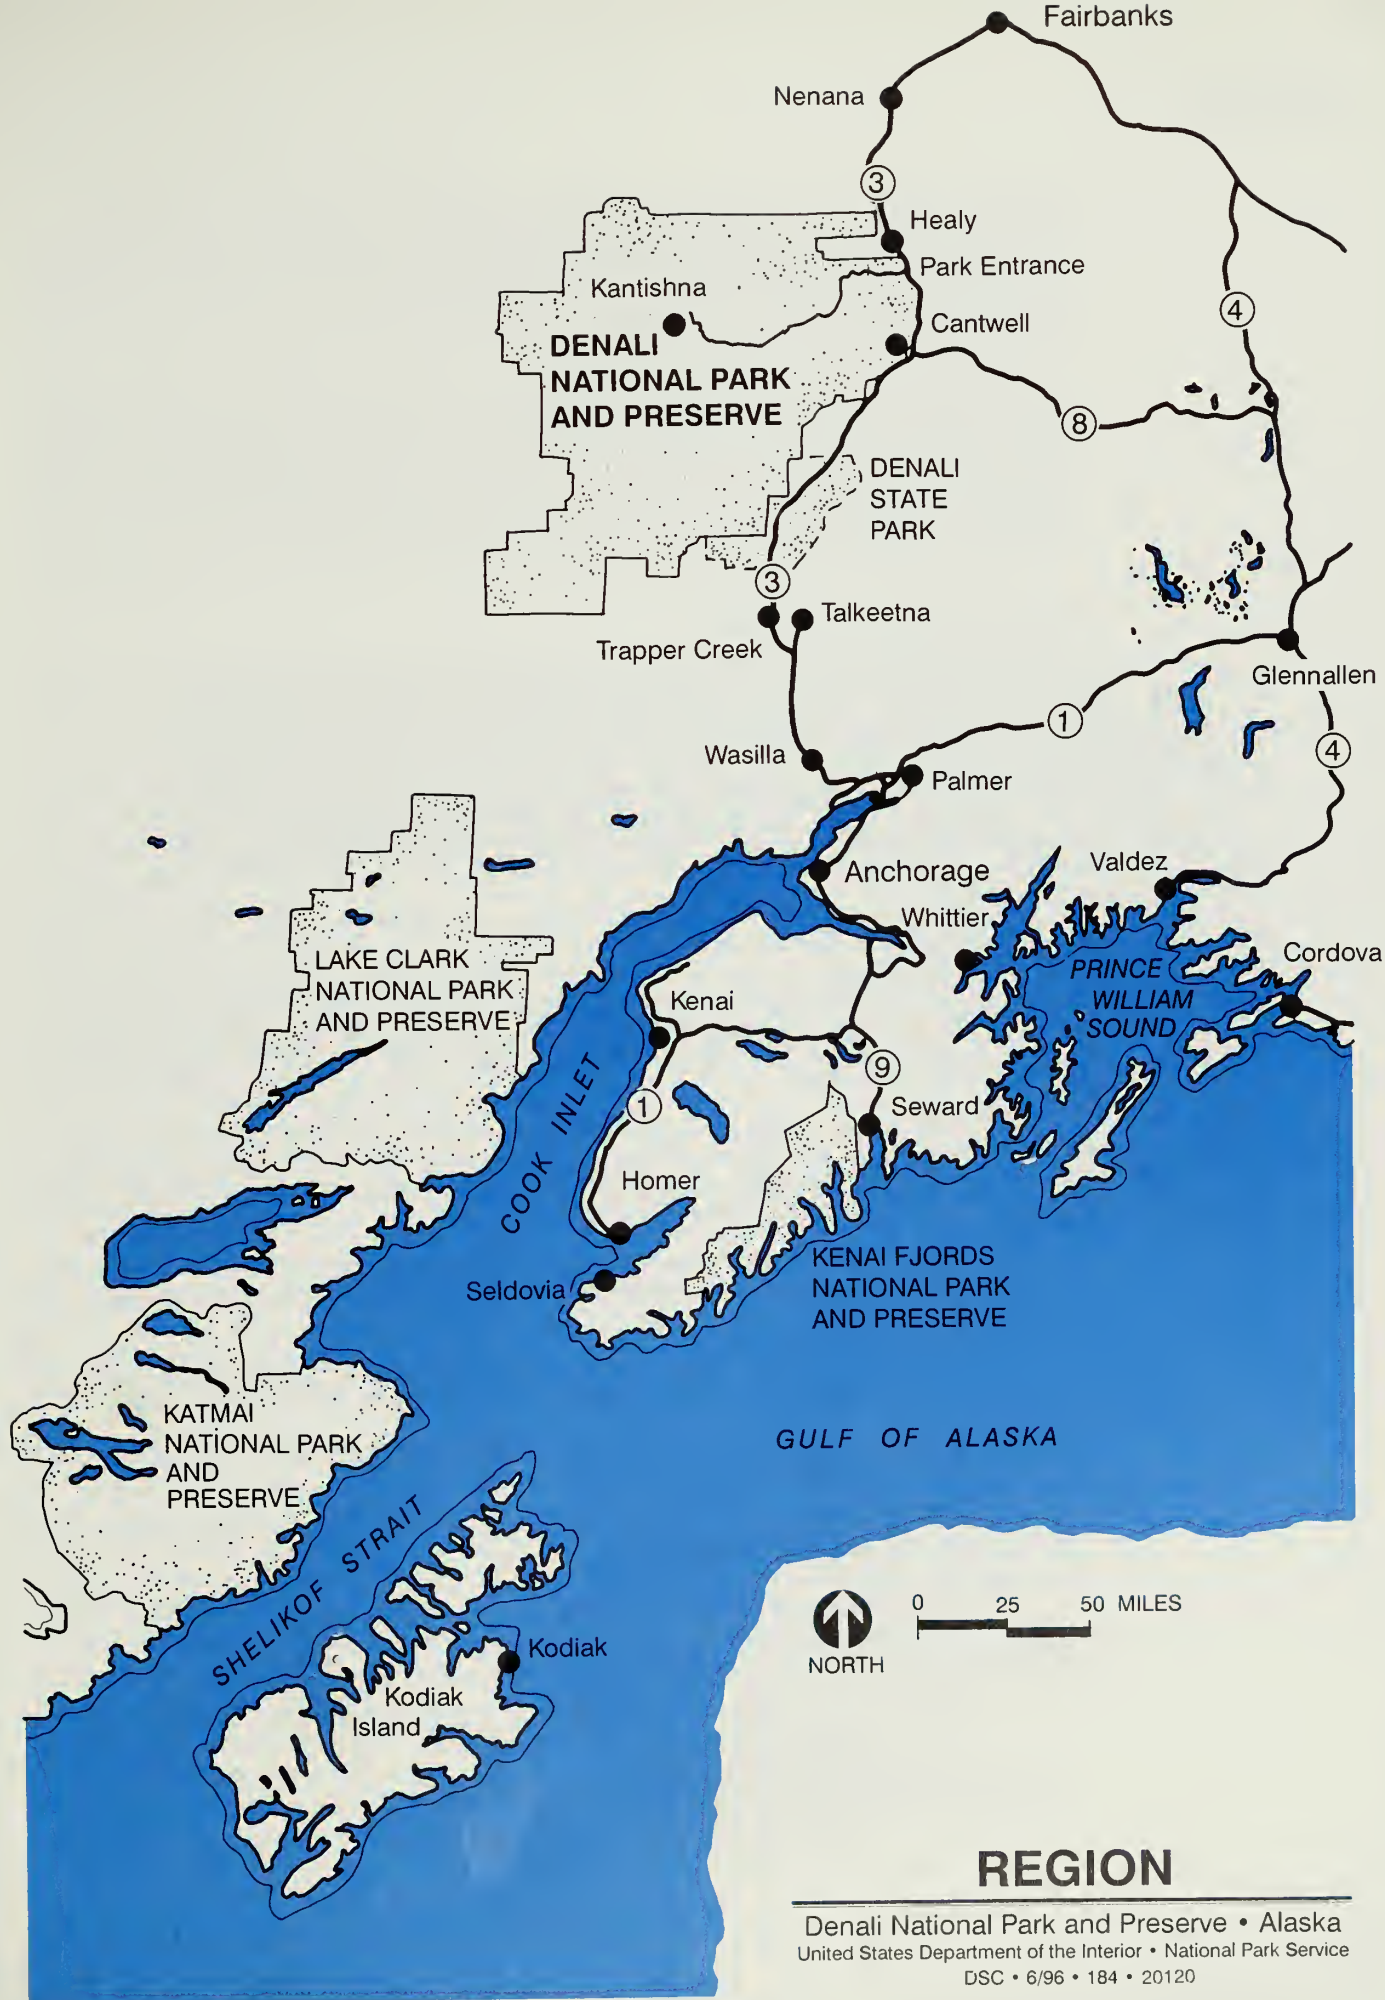 Fairbanks
Nenana
3
Healy
Park Entrance
Kantishna
Cantwell
4
DENALI
NATIONAL PARK
AND PRESERVE
8
DENALI
STATE
PARK
3
Talkeetna
Trapper Creek
Glennallen
1
Wasilla
4
Palmer
Valdez
Anchorage
Whittier
Cordova
LAKE CLARK
NATIONAL PARK
AND PRESERVE
PRINCE
WILLIAM
SOUND
Kenai
9
COOK INLET
1
Seward
Homer
Seldovia
KENAI FJORDS
NATIONAL PARK
AND PRESERVE
KATMAI
NATIONAL PARK
AND
PRESERVE
GULF OF ALASKA
SHELIKOF STRAIT
Kodiak
Kodiak
Island
0 25 50 MILES
NORTH
REGION
Denali National Park and Preserve • Alaska
United States Department of the Interior • National Park Service
DSC • 6/96 • 184 • 20120